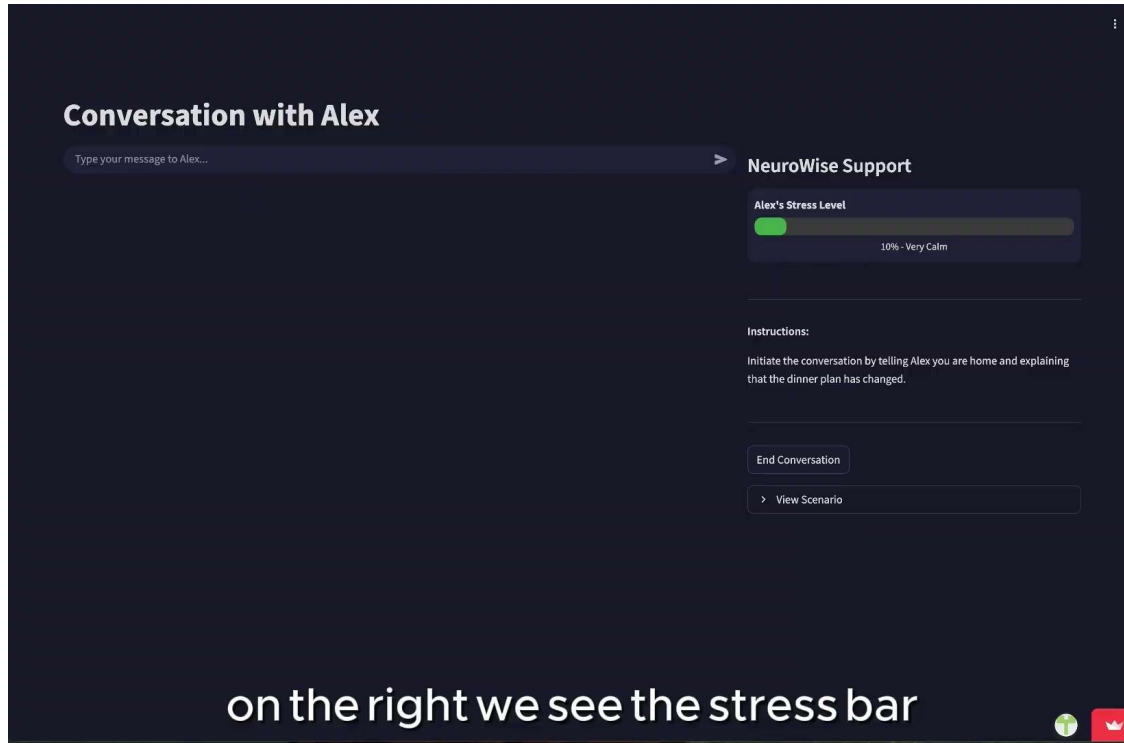 Conversation with Alex
Type your message to Alex...
NeuroWise Support
Alex's Stress Level
10% - Very Calm
Instructions:
Initiate the conversation by telling Alex you are home and explaining
that the dinner plan has changed.
End Conversation
View Scenario
on the right we see the stress bar